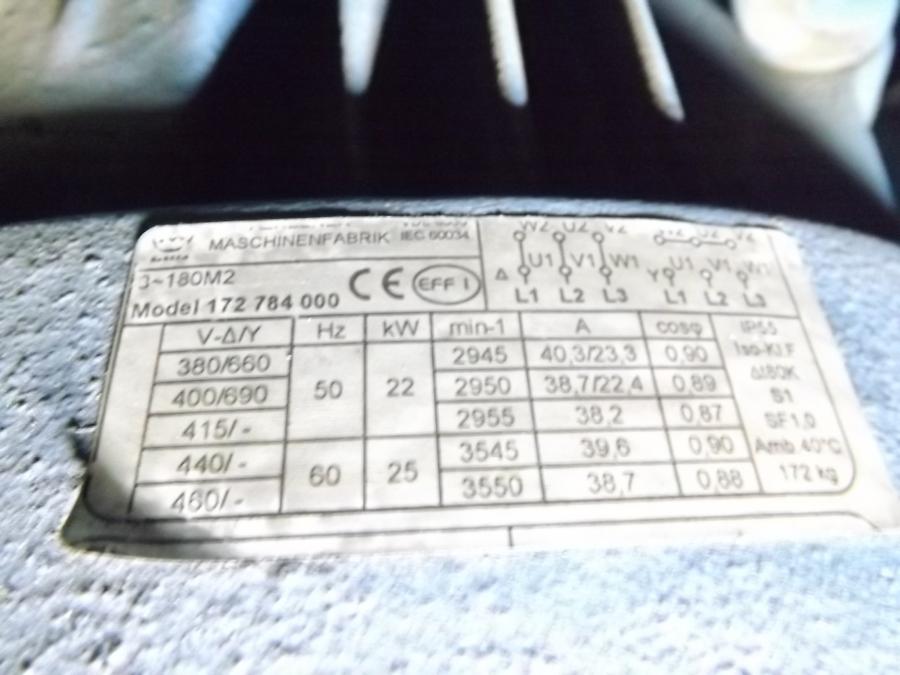 MASCHINENFABRIK IEC 60034
3~180M2 CE EFF I
Model 172 784 000
W2 U2 V2
Δ U1 V1 W1 Y U1 V1 W1
L1 L2 L3 L1 L2 L3
V-Δ/Y Hz kW min-1 A cosφ IP55
380/660 2945 40,3/23,3 0,90 Iso-Kl.F
400/690 50 22 2950 38,7/22,4 0,89 Δt80K
415/- 2955 38,2 0,87 S1
SF1,0
440/- 3545 39,6 0,90 Amb.40°C
60 25
460/- 3550 38,7 0,88 172 kg